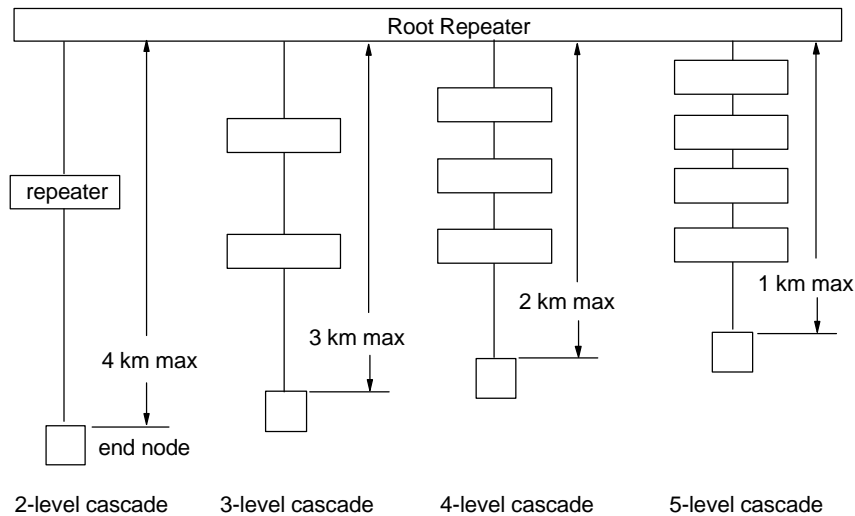 Root Repeater
repeater
4 km max
3 km max
2 km max
1 km max
end node
2-level cascade
3-level cascade
4-level cascade
5-level cascade